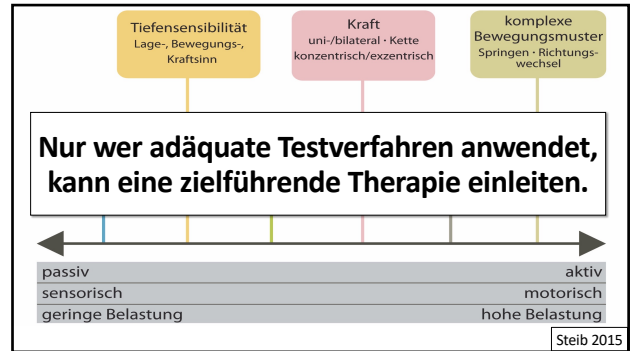 Tiefensensibilität
Lage-, Bewegungs-,
Kraftsinn
Kraft
uni-/bilateral · Kette
konzentrisch/exzentrisch
komplexe
Bewegungsmuster
Springen · Richtungs-
wechsel
Nur wer adäquate Testverfahren anwendet,
kann eine zielführende Therapie einleiten.
passiv aktiv
sensorisch motorisch
geringe Belastung hohe Belastung
Steib 2015